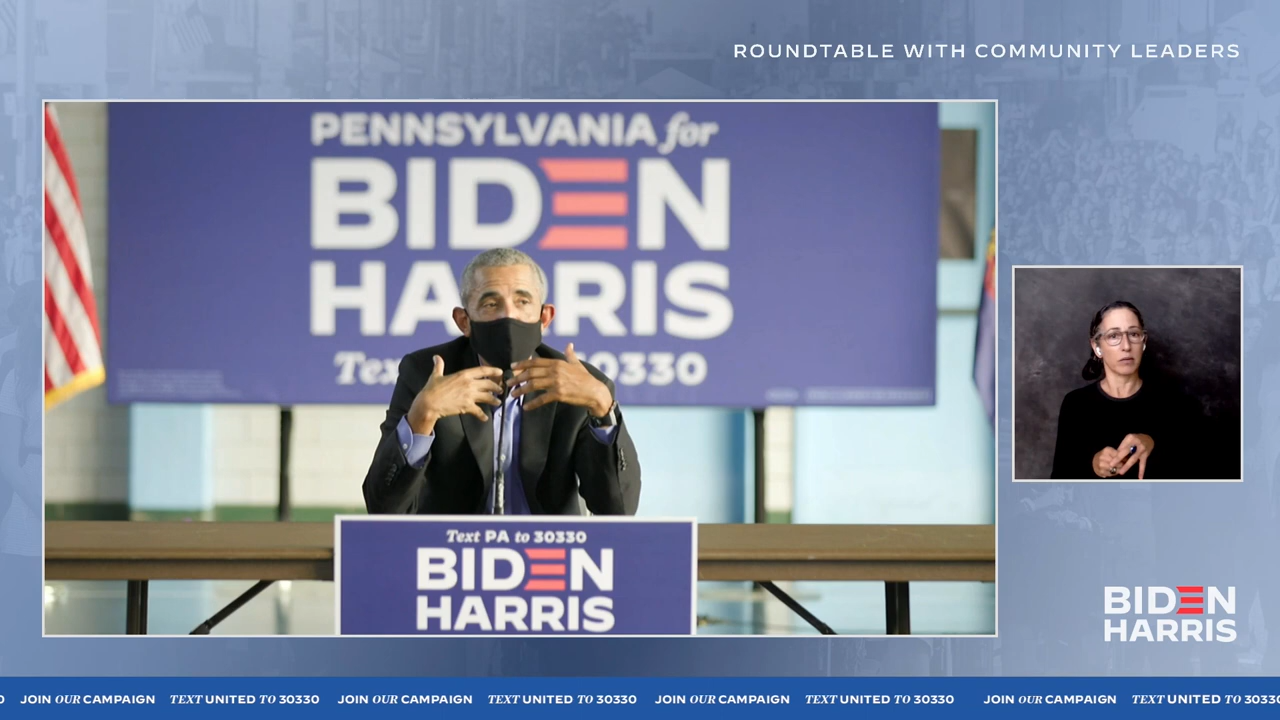 ROUNDTABLE WITH COMMUNITY LEADERS
PENNSYLVANIA for
BIDEN
HARRIS
Tex 30330
Text PA to 30330
BIDEN
HARRIS
BIDEN
HARRIS
JOIN OUR CAMPAIGN TEXT UNITED TO 30330 JOIN OUR CAMPAIGN TEXT UNITED TO 30330 JOIN OUR CAMPAIGN TEXT UNITED TO 30330 JOIN OUR CAMPAIGN TEXT UNITED TO 30330